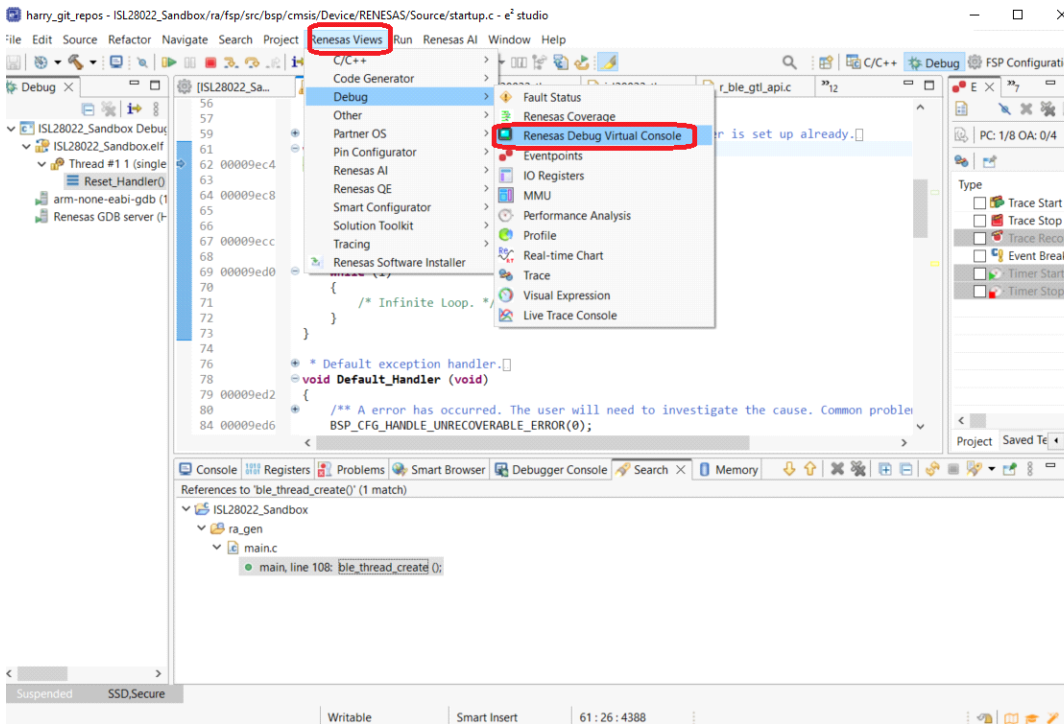 harry_git_repos - ISL28022_Sandbox/ra/fsp/src/bsp/cmsis/Device/RENESAS/Source/startup.c - e² studio
File Edit Source Refactor Navigate Search Project Renesas Views Run Renesas AI Window Help
C/C++ Debug FSP Configurati
Debug
ISL28022_Sandbox Debug
ISL28022_Sandbox.elf
Thread #1 1 (single
Reset_Handler()
arm-none-eabi-gdb (1
Renesas GDB server (H
[ISL28022_Sa...
r_ble_gtl_api.c
12
56
57
59 er is set up already.
61
62 00009ec4
63
64 00009ec8
65
66
67 00009ecc
68
69 00009ed0 while (1)
70 {
71 /* Infinite Loop. */
72 }
73 }
74
76 * Default exception handler.
78 void Default_Handler (void)
79 00009ed2 {
80 /** A error has occurred. The user will need to investigate the cause. Common problem
84 00009ed6 BSP_CFG_HANDLE_UNRECOVERABLE_ERROR(0);
C/C++
Code Generator
Debug
Other
Partner OS
Pin Configurator
Renesas AI
Renesas QE
Smart Configurator
Solution Toolkit
Tracing
Renesas Software Installer
Fault Status
Renesas Coverage
Renesas Debug Virtual Console
Eventpoints
IO Registers
MMU
Performance Analysis
Profile
Real-time Chart
Trace
Visual Expression
Live Trace Console
E
7
PC: 1/8 OA: 0/4
Type
Trace Start
Trace Stop
Trace Reco
Event Break
Timer Start
Timer Stop
Project Saved Te
Console Registers Problems Smart Browser Debugger Console Search Memory
References to 'ble_thread_create()' (1 match)
ISL28022_Sandbox
ra_gen
main.c
main, line 108: ble_thread_create ();
Suspended SSD,Secure
Writable Smart Insert 61 : 26 : 4388